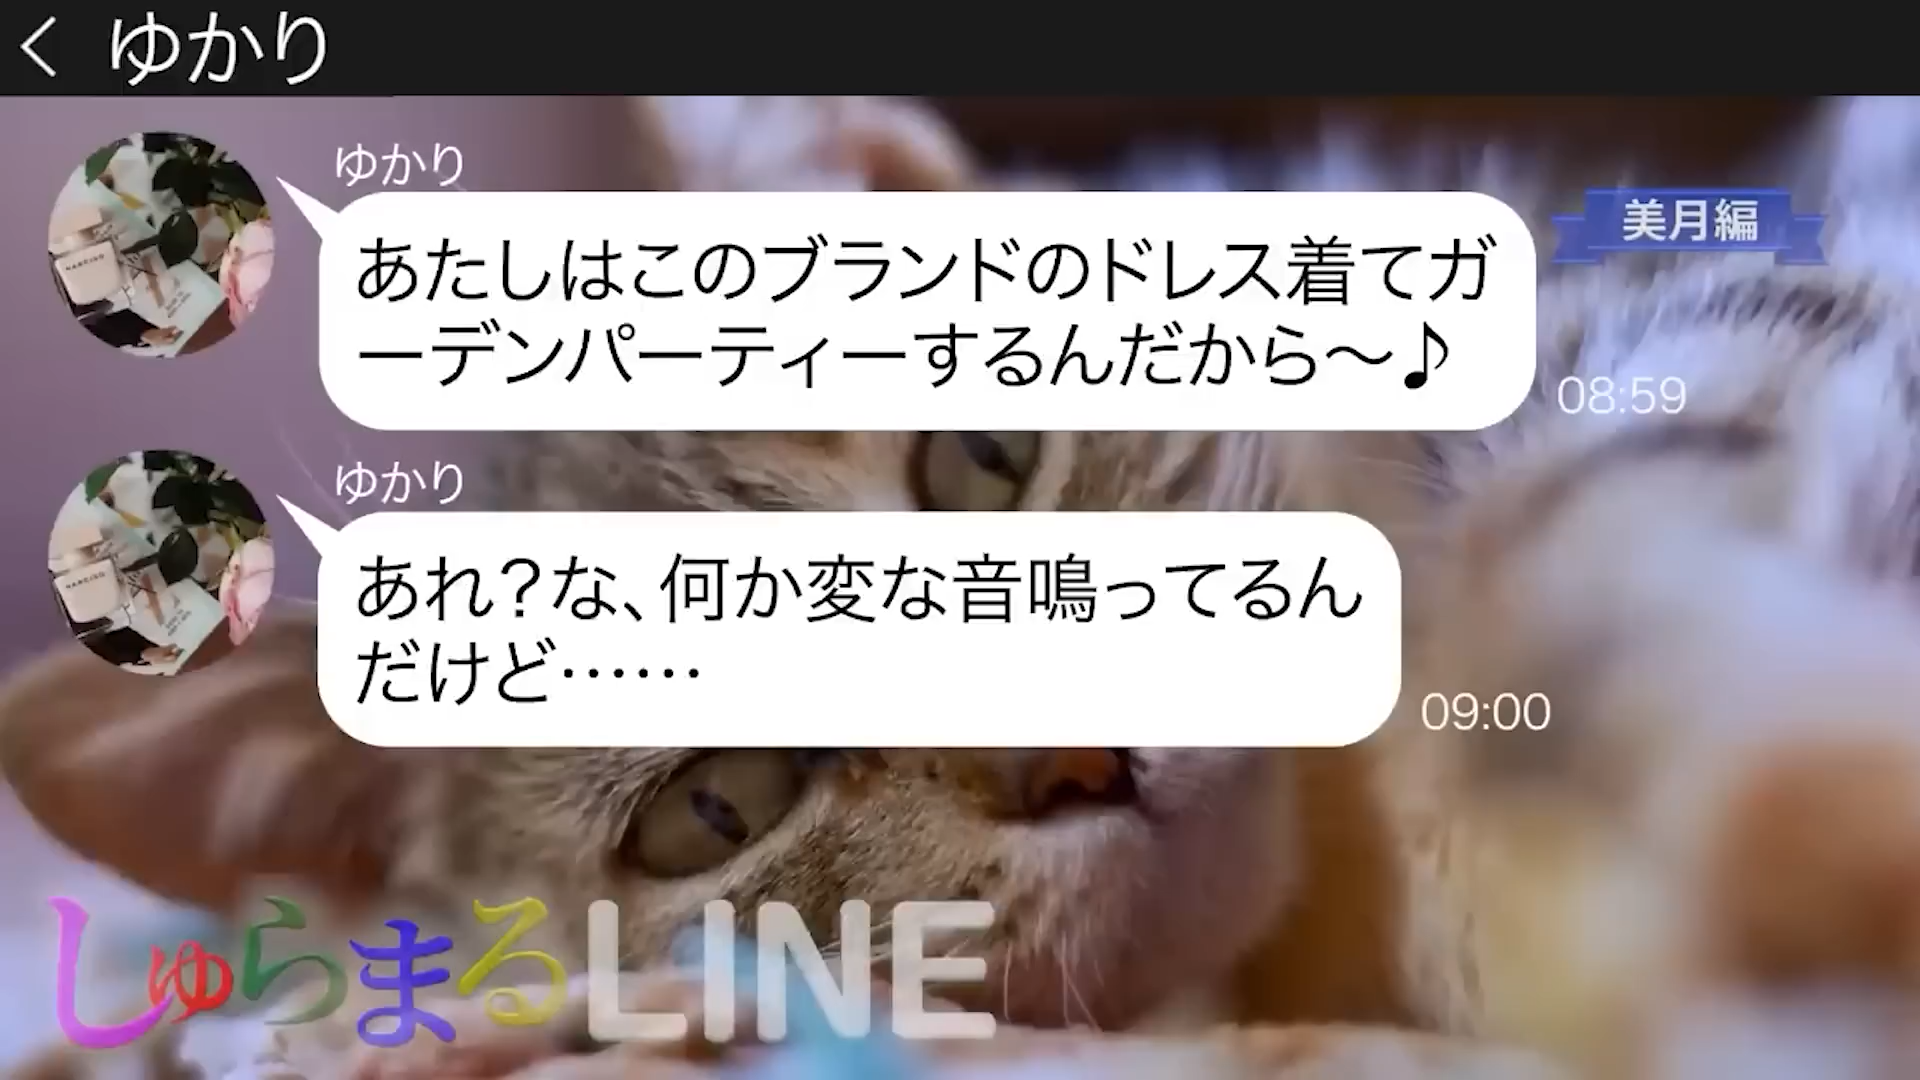 ゆかり
ゆかり
美月編
あたしはこのブランドのドレス着てガ
ーデンパーティーするんだから～♪
08:59
ゆかり
あれ？な、何か変な音鳴ってるん
だけど……
09:00
しゅらまるLINE